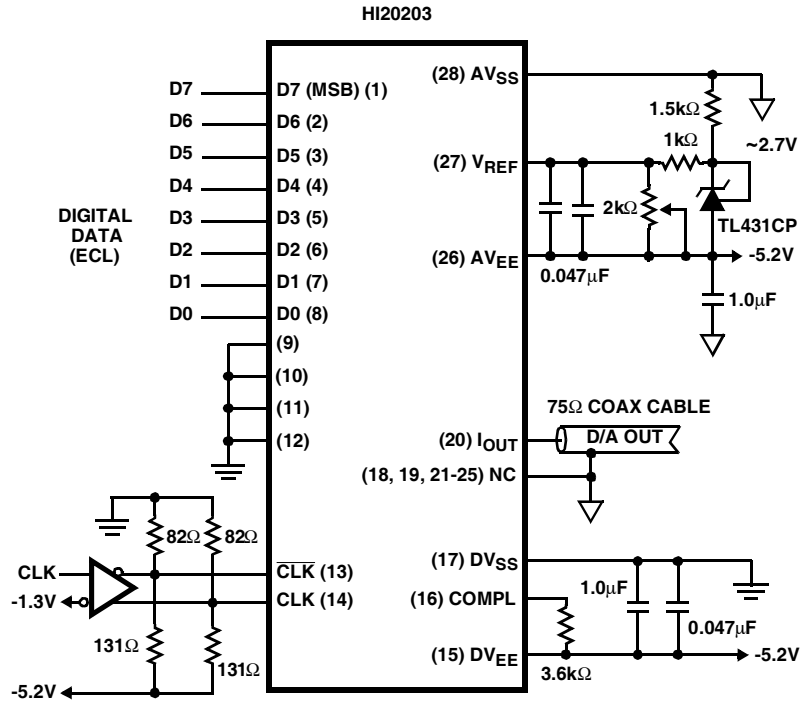 HI20203
D7
D7 (MSB) (1)
D6
D6 (2)
D5
D5 (3)
D4
D4 (4)
D3
D3 (5)
D2
D2 (6)
D1
D1 (7)
D0
D0 (8)
DIGITAL
DATA
(ECL)
(9)
(10)
(11)
(12)
82Ω
82Ω
CLK
-1.3V
CLK (13)
CLK (14)
131Ω
131Ω
-5.2V
(28) AVSS
1.5kΩ
1kΩ
~2.7V
(27) VREF
2kΩ
TL431CP
(26) AVEE
-5.2V
0.047μF
1.0μF
75Ω COAX CABLE
(20) IOUT
D/A OUT
(18, 19, 21-25) NC
(17) DVSS
1.0μF
(16) COMPL
0.047μF
(15) DVEE
3.6kΩ
-5.2V